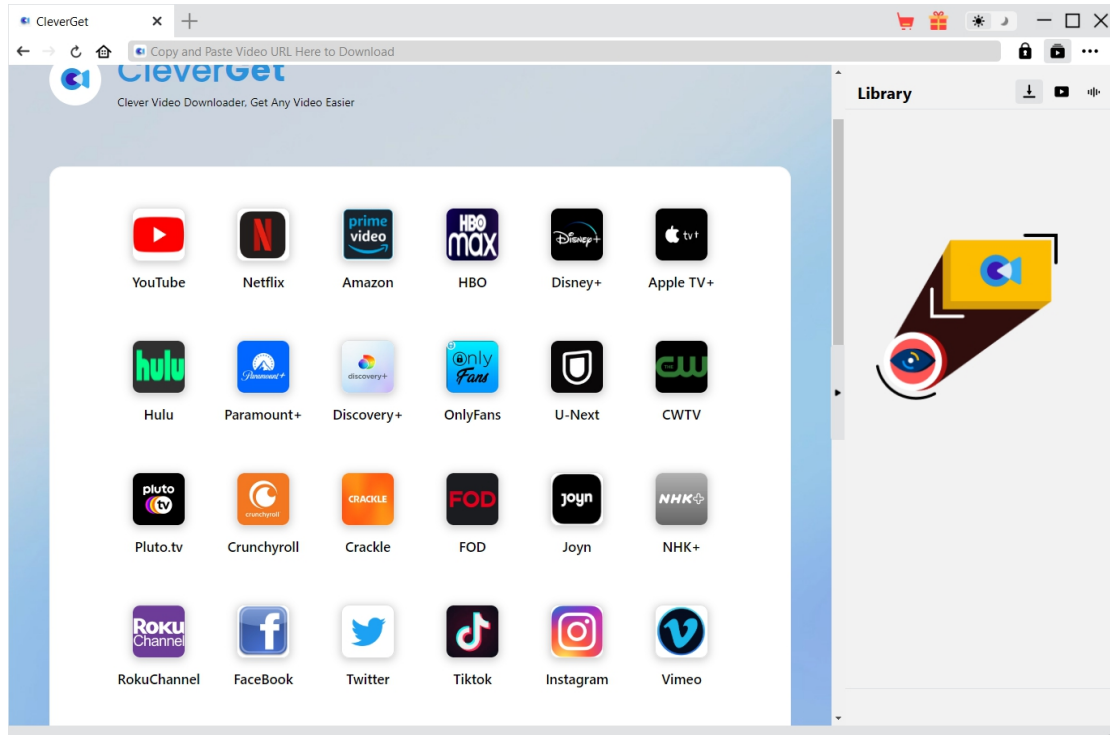 CleverGet
Copy and Paste Video URL Here to Download
CleverGet
Clever Video Downloader. Get Any Video Easier
Library
prime video
HBO max
Disney+
tv+
YouTube Netflix Amazon HBO Disney+ Apple TV+
hulu
Paramount+
discovery+
Only Fans
THE CW
Hulu Paramount+ Discovery+ OnlyFans U-Next CWTV
pluto tv
crunchyroll
CRACKLE
FOD
Joyn
NHK+
Pluto.tv Crunchyroll Crackle FOD Joyn NHK+
ROKU Channel
RokuChannel FaceBook Twitter Tiktok Instagram Vimeo